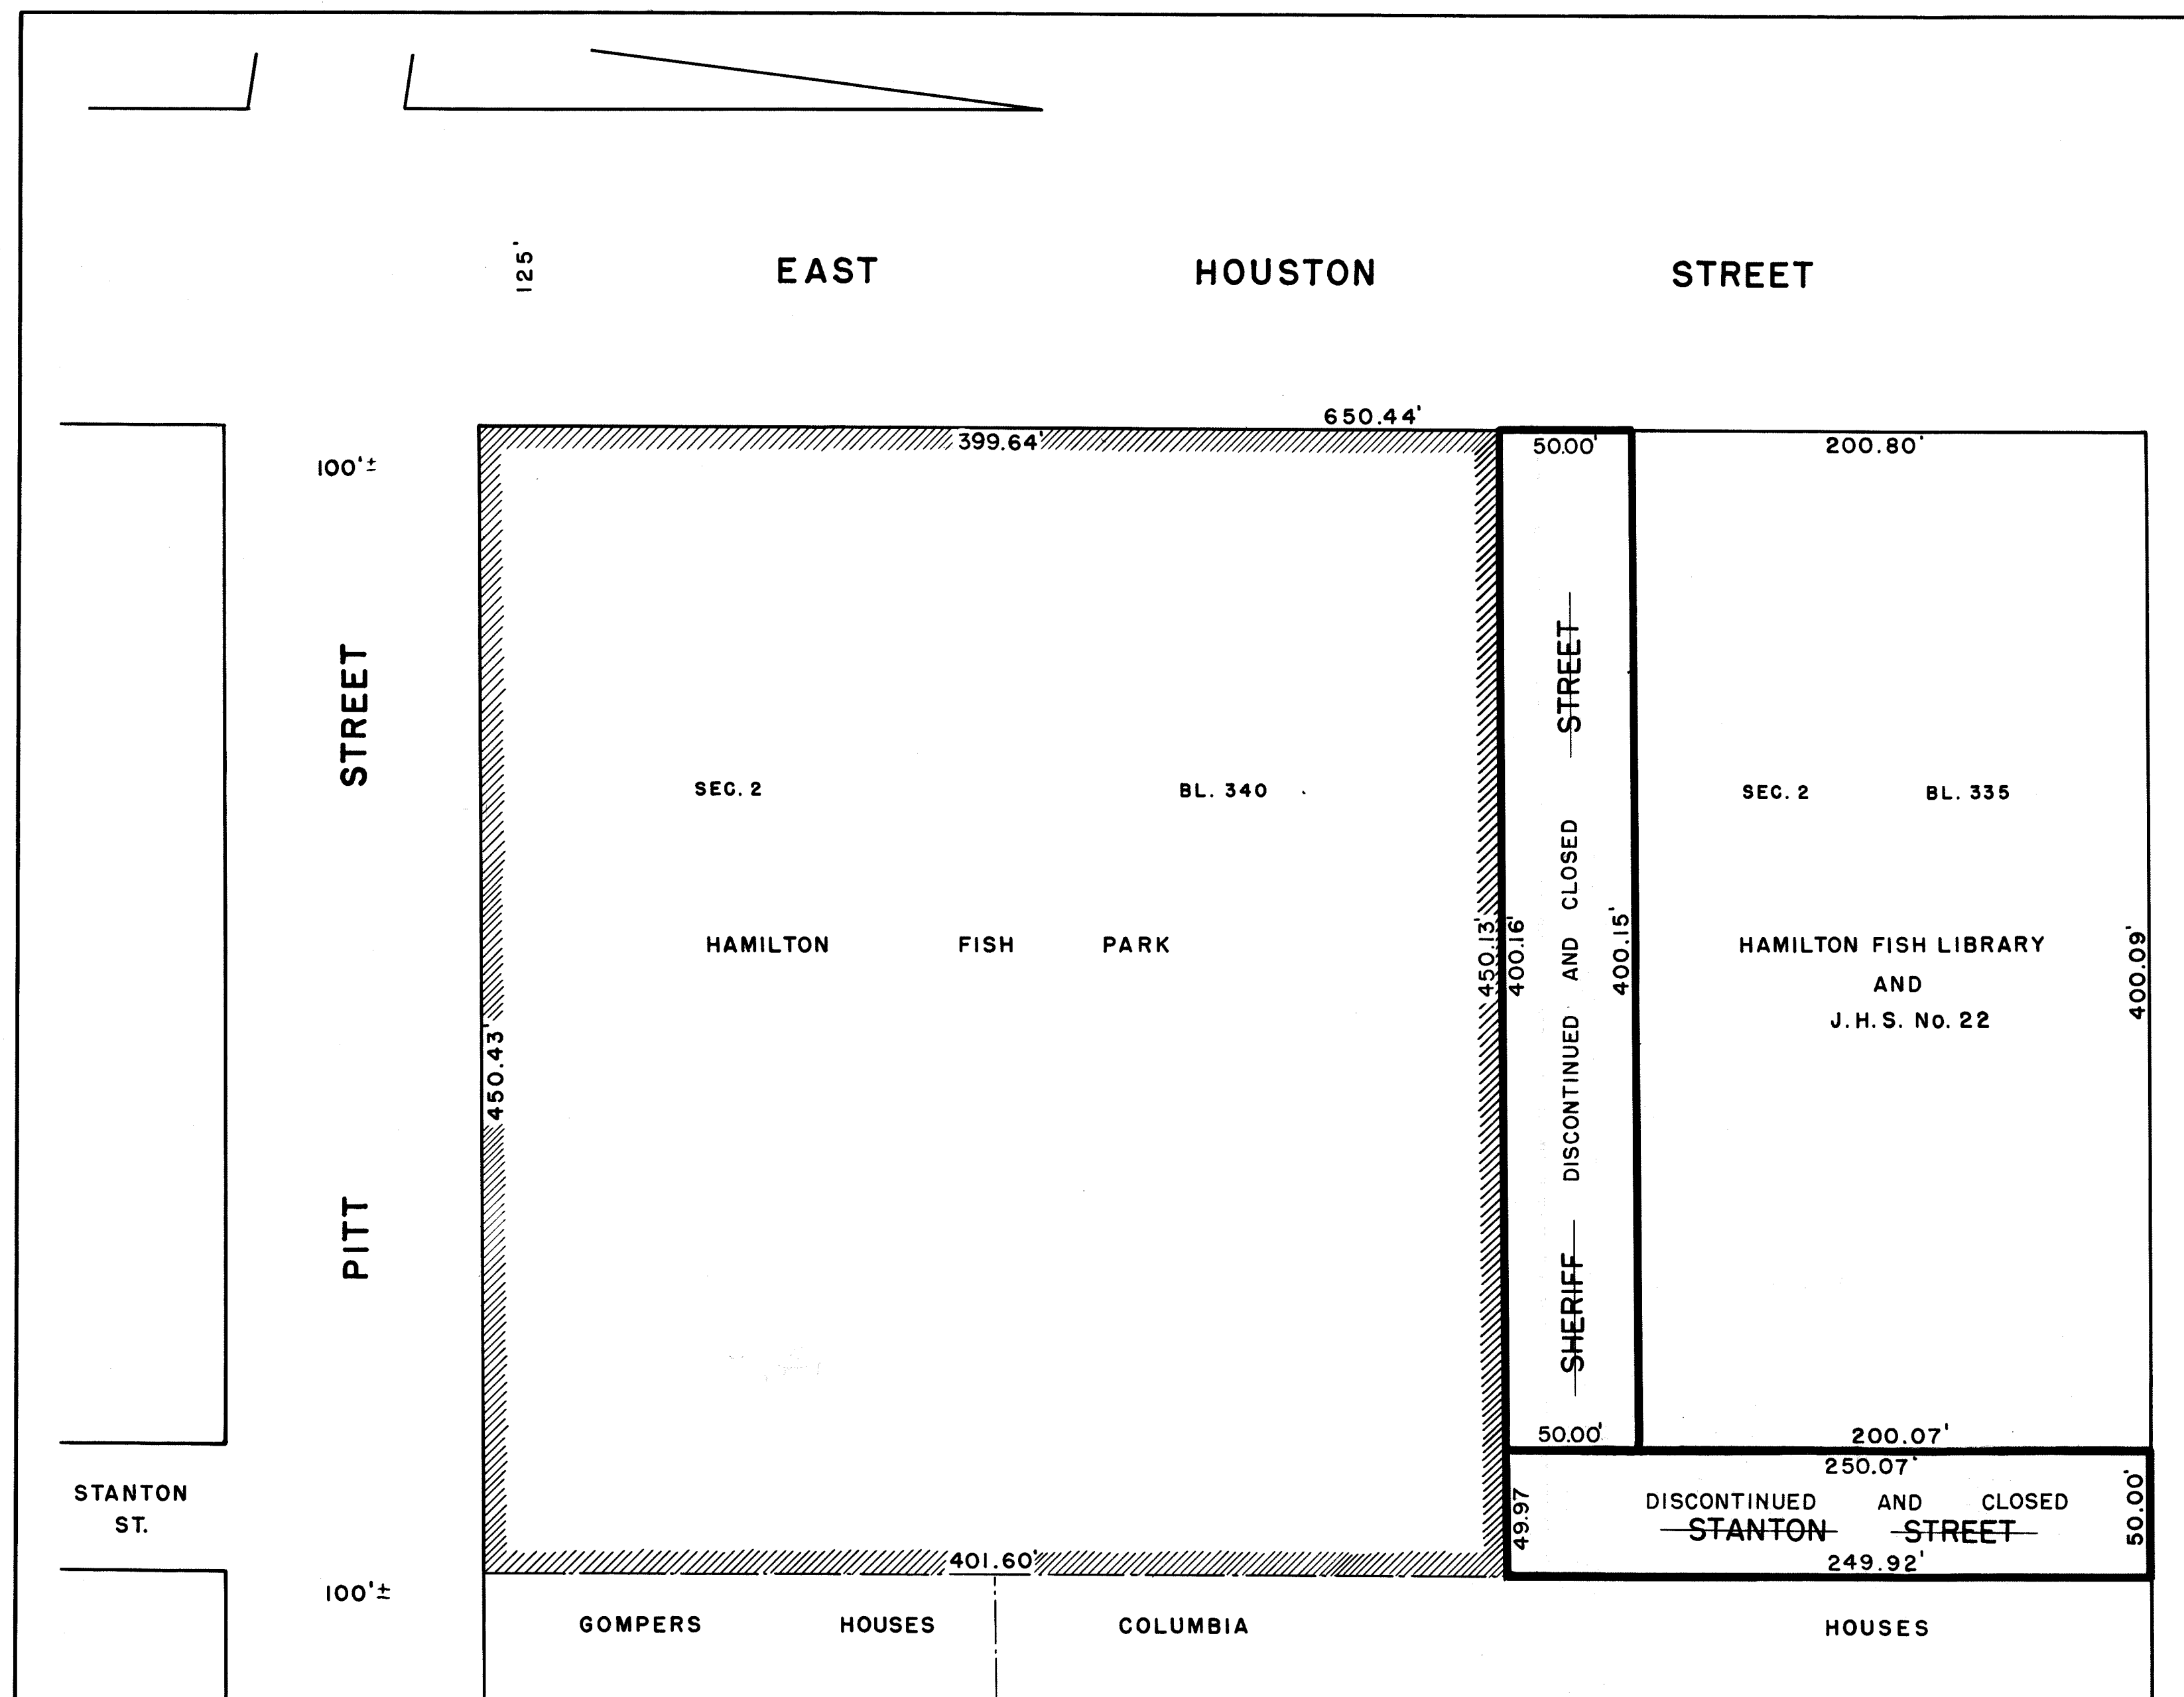 125'
EAST HOUSTON STREET
650.44'
399.64'
50.00'
200.80'
100'±
STREET
PITT
SEC. 2 BL. 340
HAMILTON FISH PARK
450.43'
450.13'
400.16'
STREET
DISCONTINUED AND CLOSED
SHERIFF
400.15'
SEC. 2 BL. 335
HAMILTON FISH LIBRARY
AND
J.H.S. No. 22
400.09'
50.00'
200.07'
250.07'
DISCONTINUED AND CLOSED
STANTON STREET
249.92'
49.97
50.00'
STANTON
ST.
401.60'
100'±
GOMPERS HOUSES
COLUMBIA HOUSES